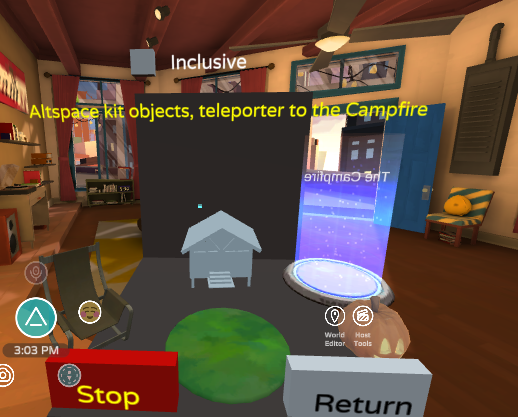 Inclusive
Altspace kit objects, teleporter to the Campfire
The Campfire
World
Editor
Host
Tools
3:03 PM
Stop
Return